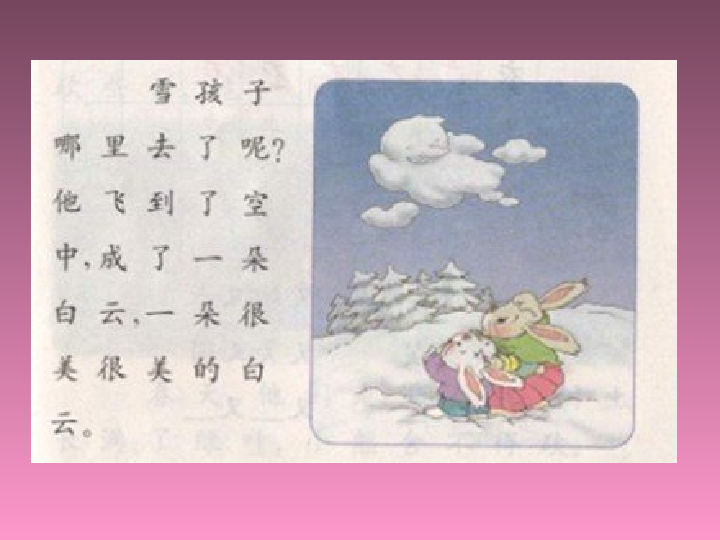 雪孩子
哪里去了呢?
他飞到了空
中,成了一朵
白云,一朵很
美很美的白
云。